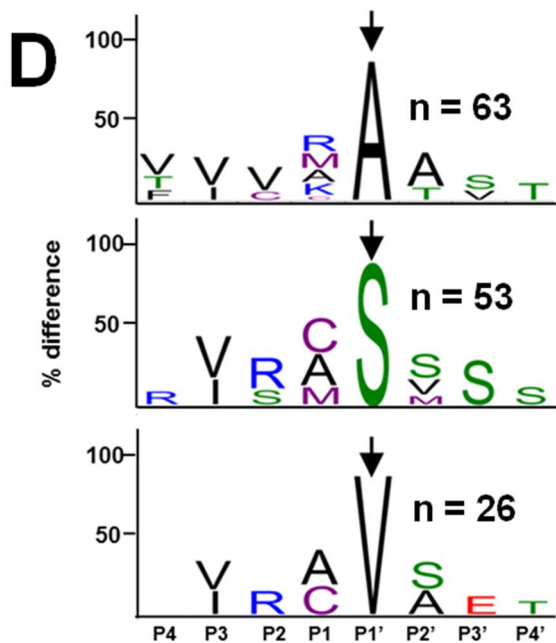 D
% difference
100
50
n = 63
V V V R A A S T
T I C M T V
F A
K
100
50
n = 53
R V R C S S S S
I S A V
M M
100
50
n = 26
V R A V S E T
I C A
P4 P3 P2 P1 P1’ P2’ P3’ P4’